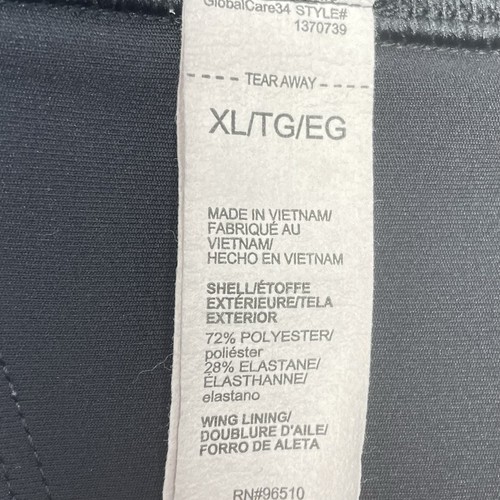 GlobalCare34 STYLE#
1370739
TEAR AWAY
XL/TG/EG
MADE IN VIETNAM/
FABRIQUÉ AU
VIETNAM/
HECHO EN VIETNAM
SHELL/ÉTOFFE
EXTÉRIEURE/TELA
EXTERIOR
72% POLYESTER/
poliéster
28% ELASTANE/
ÉLASTHANNE/
elastano
WING LINING/
DOUBLURE D'AILE/
FORRO DE ALETA
RN#96510